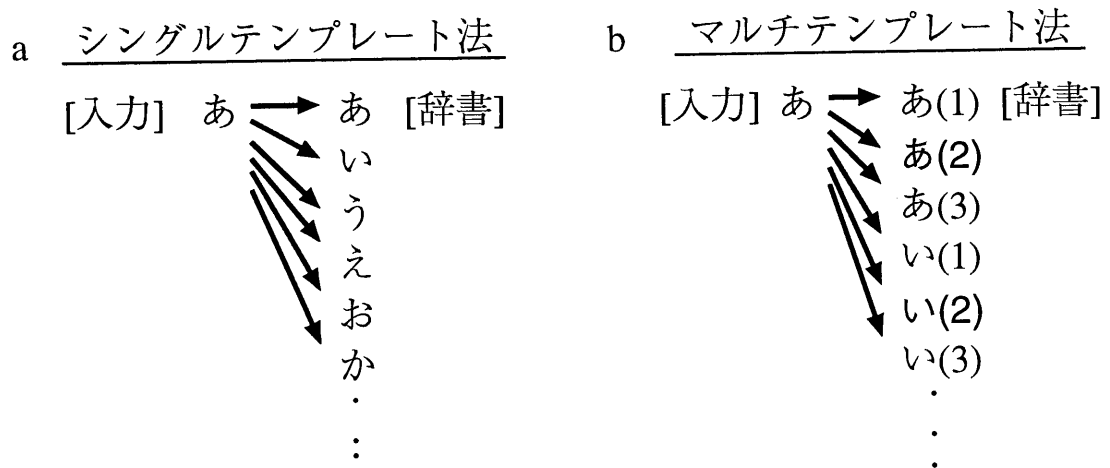 a シングルテンプレート法
[入力] あ あ [辞書]
い
う
え
お
か
b マルチテンプレート法
[入力] あ あ(1) [辞書]
あ(2)
あ(3)
い(1)
い(2)
い(3)